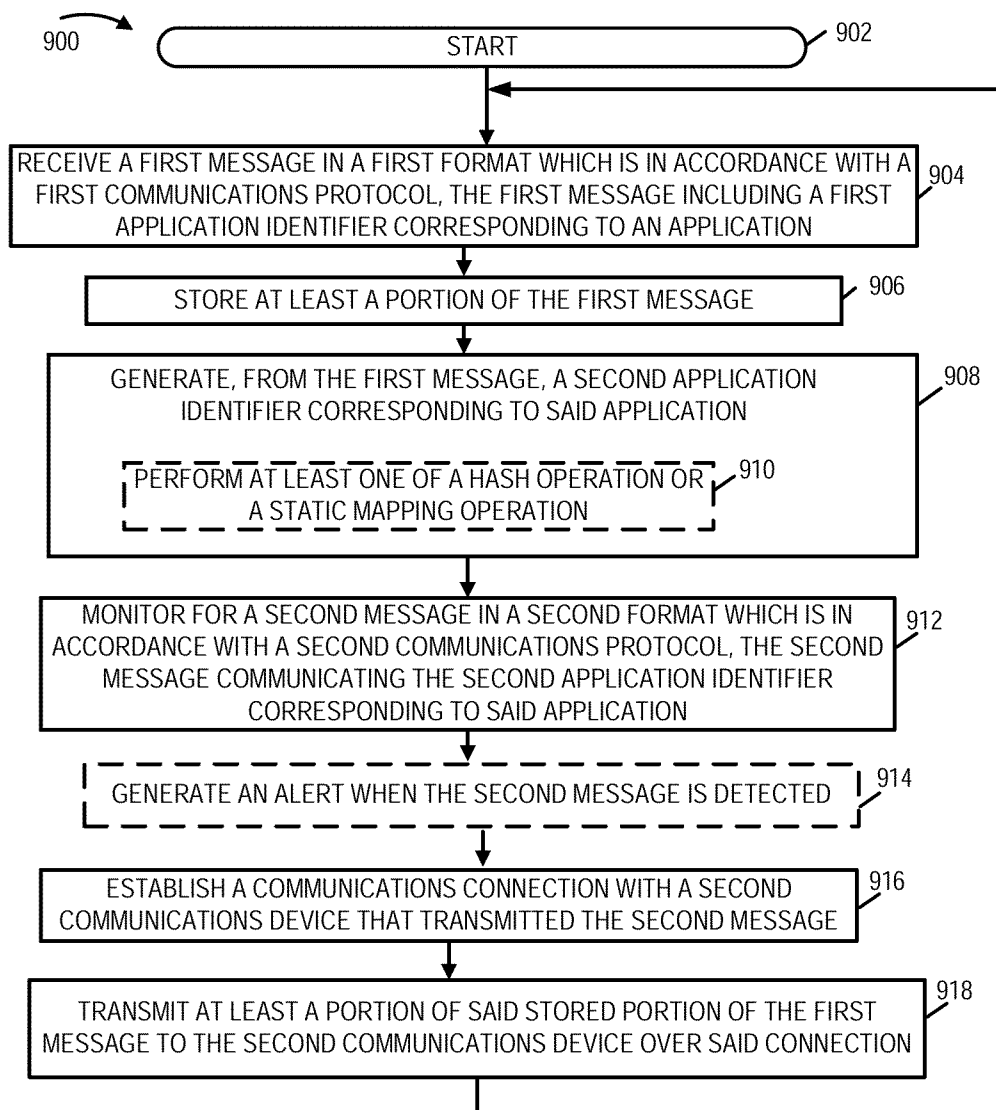 900
START
902
RECEIVE A FIRST MESSAGE IN A FIRST FORMAT WHICH IS IN ACCORDANCE WITH A
FIRST COMMUNICATIONS PROTOCOL, THE FIRST MESSAGE INCLUDING A FIRST
APPLICATION IDENTIFIER CORRESPONDING TO AN APPLICATION
904
STORE AT LEAST A PORTION OF THE FIRST MESSAGE
906
GENERATE, FROM THE FIRST MESSAGE, A SECOND APPLICATION
IDENTIFIER CORRESPONDING TO SAID APPLICATION
908
PERFORM AT LEAST ONE OF A HASH OPERATION OR
A STATIC MAPPING OPERATION
910
MONITOR FOR A SECOND MESSAGE IN A SECOND FORMAT WHICH IS IN
ACCORDANCE WITH A SECOND COMMUNICATIONS PROTOCOL, THE SECOND
MESSAGE COMMUNICATING THE SECOND APPLICATION IDENTIFIER
CORRESPONDING TO SAID APPLICATION
912
GENERATE AN ALERT WHEN THE SECOND MESSAGE IS DETECTED
914
ESTABLISH A COMMUNICATIONS CONNECTION WITH A SECOND
COMMUNICATIONS DEVICE THAT TRANSMITTED THE SECOND MESSAGE
916
TRANSMIT AT LEAST A PORTION OF SAID STORED PORTION OF THE FIRST
MESSAGE TO THE SECOND COMMUNICATIONS DEVICE OVER SAID CONNECTION
918